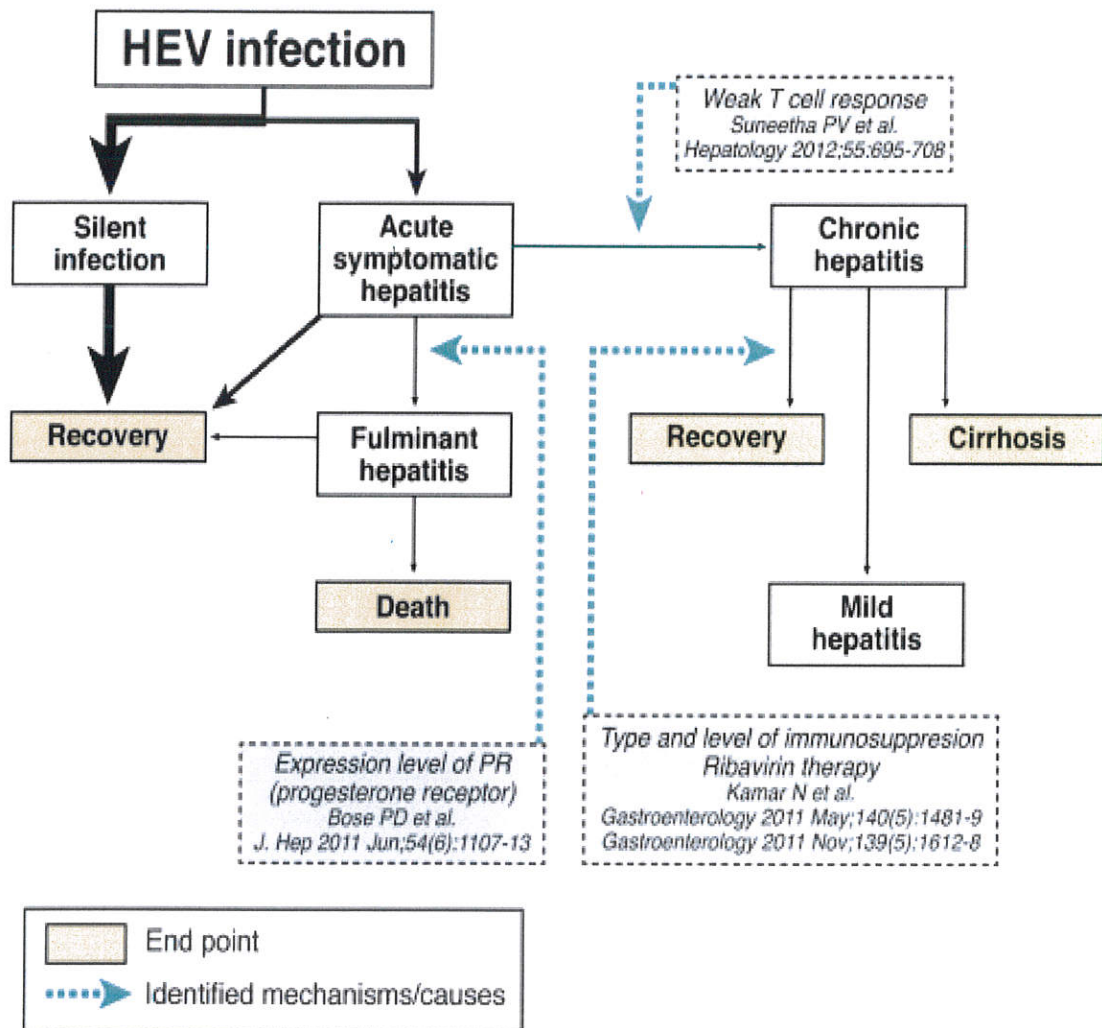 HEV infection
Weak T cell response
Suneetha PV et al.
Hepatology 2012;55:695-708
Silent
infection
Acute
symptomatic
hepatitis
Chronic
hepatitis
Recovery
Fulminant
hepatitis
Recovery
Cirrhosis
Death
Mild
hepatitis
Expression level of PR
(progesterone receptor)
Bose PD et al.
J. Hep 2011 Jun;54(6):1107-13
Type and level of immunosuppresion
Ribavirin therapy
Kamar N et al.
Gastroenterology 2011 May;140(5):1481-9
Gastroenterology 2011 Nov;139(5):1612-8
End point
Identified mechanisms/causes